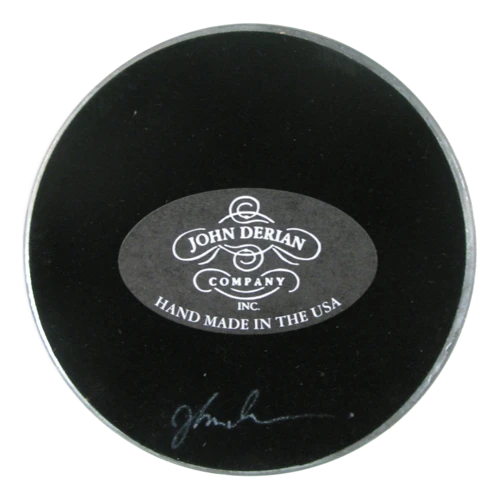 JOHN DERIAN
COMPANY
INC.
HAND MADE IN THE USA